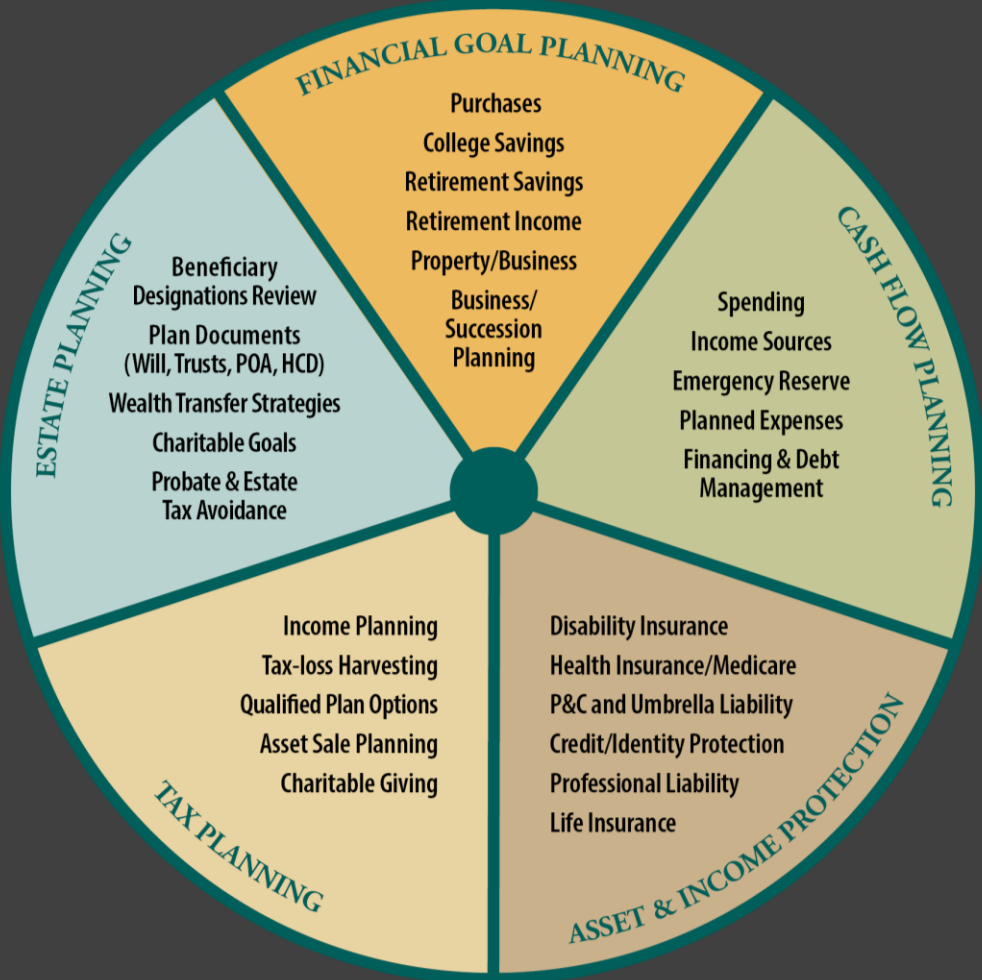 FINANCIAL GOAL PLANNING
Purchases
College Savings
Retirement Savings
Retirement Income
Property/Business
Business/
Succession
Planning
CASH FLOW PLANNING
Spending
Income Sources
Emergency Reserve
Planned Expenses
Financing & Debt
Management
ASSET & INCOME PROTECTION
Disability Insurance
Health Insurance/Medicare
P&C and Umbrella Liability
Credit/Identity Protection
Professional Liability
Life Insurance
TAX PLANNING
Income Planning
Tax-loss Harvesting
Qualified Plan Options
Asset Sale Planning
Charitable Giving
ESTATE PLANNING
Beneficiary
Designations Review
Plan Documents
(Will, Trusts, POA, HCD)
Wealth Transfer Strategies
Charitable Goals
Probate & Estate
Tax Avoidance